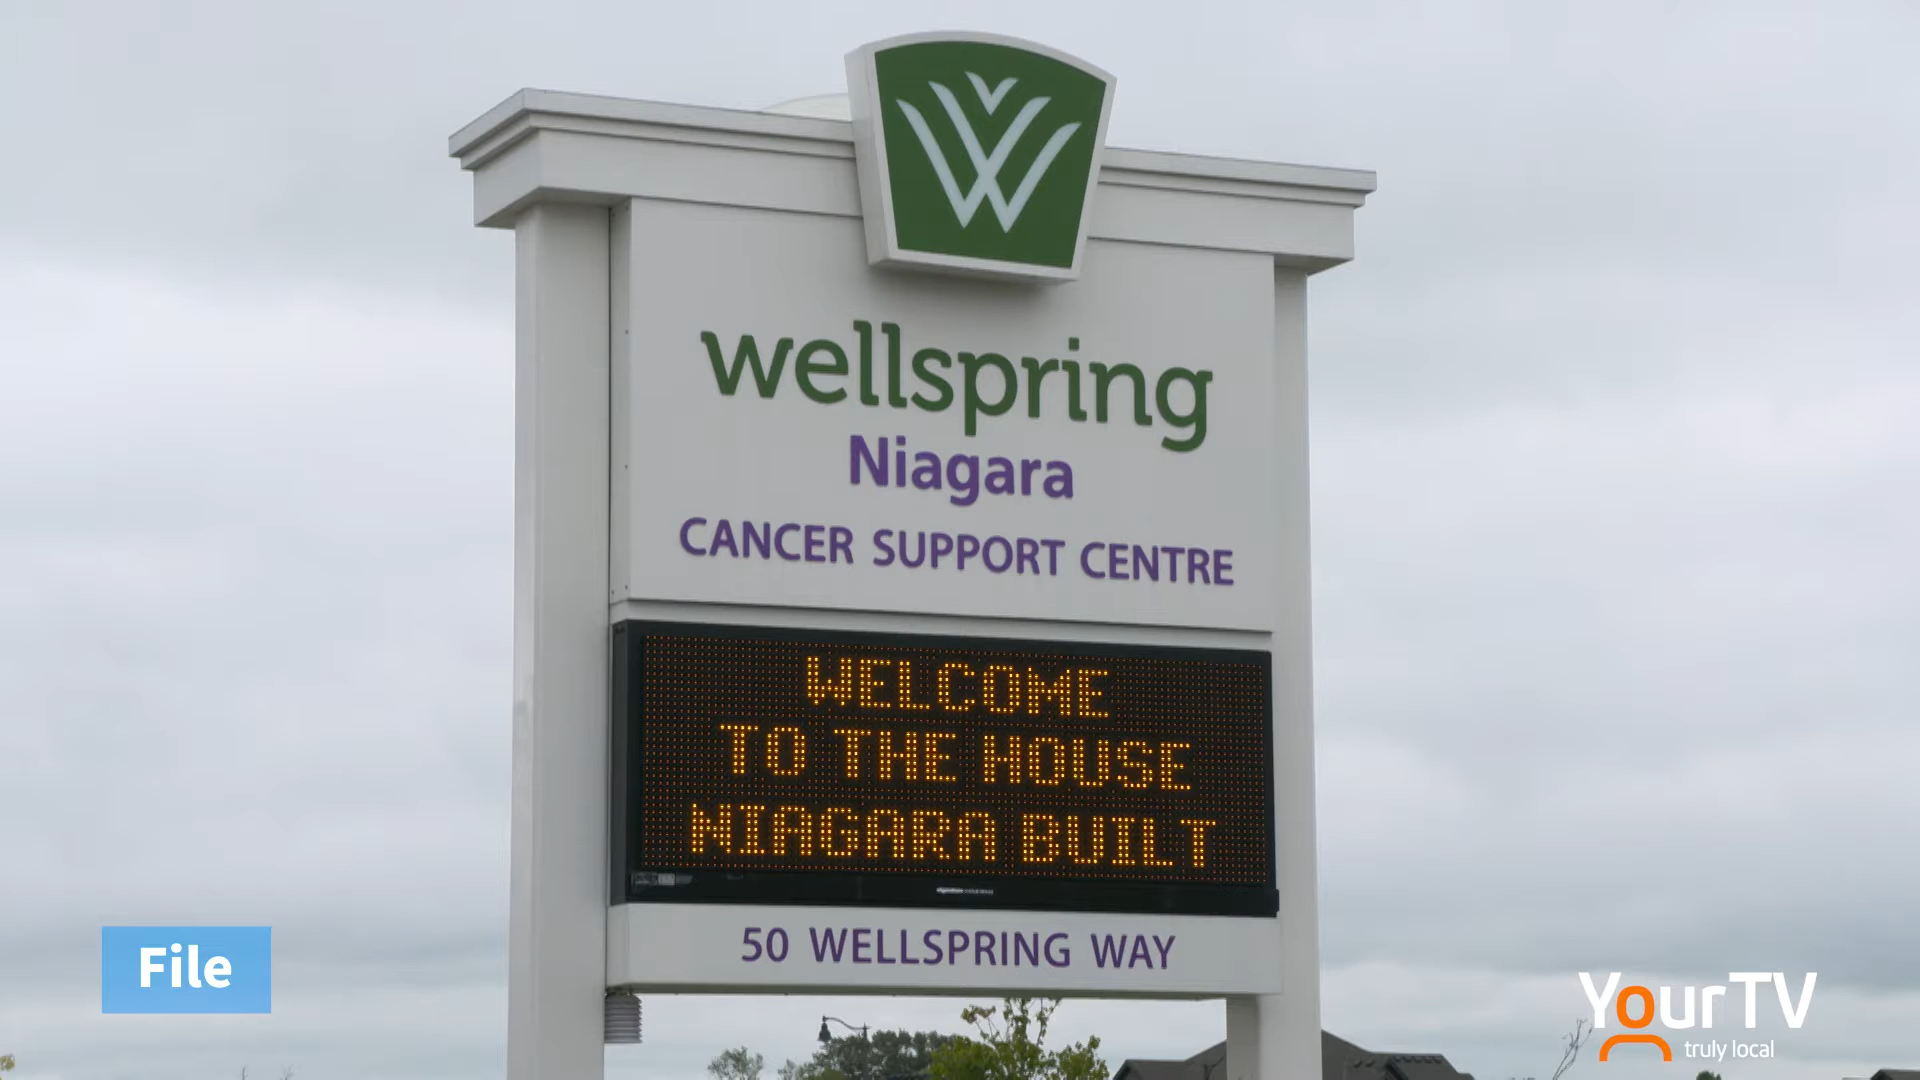 wellspring
Niagara
CANCER SUPPORT CENTRE
WELCOME
TO THE HOUSE
NIAGARA BUILT
50 WELLSPRING WAY
File
YourTV
truly local